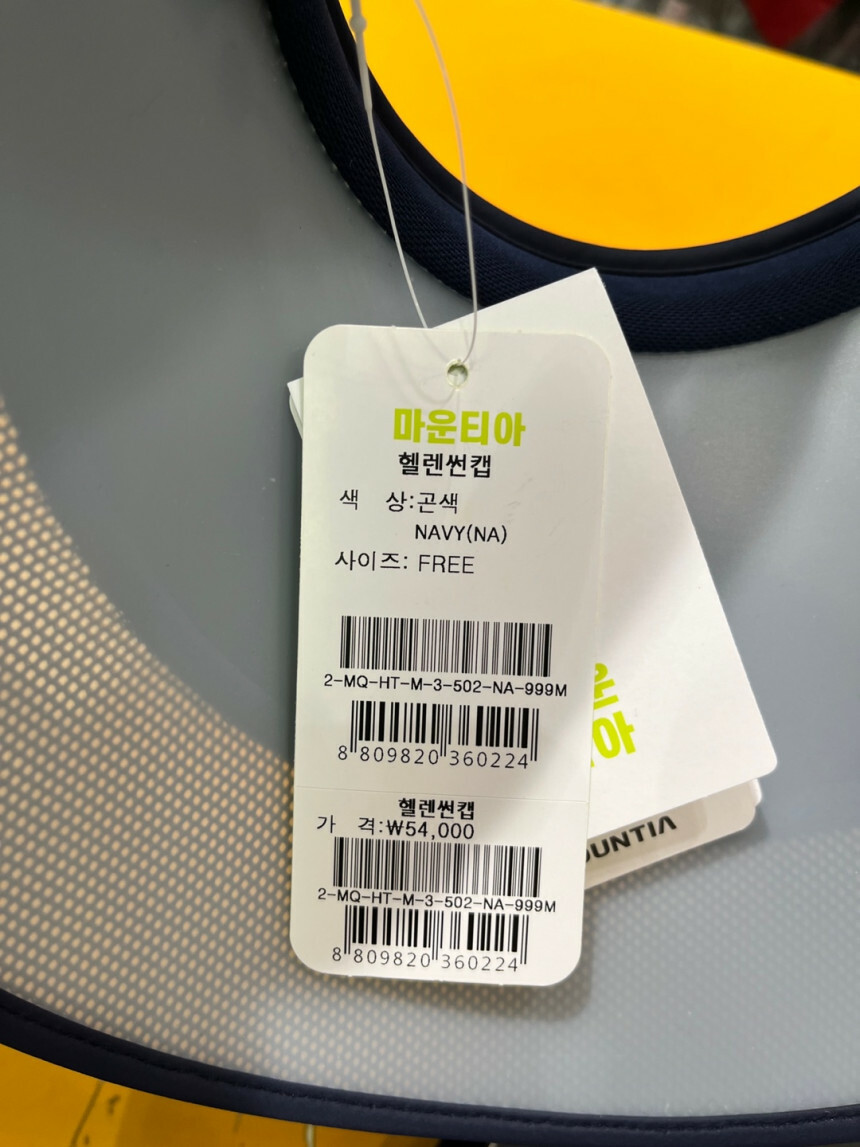 마운티아
헬렌썬캡
색 상:곤색
NAVY(NA)
사이즈: FREE
2-MQ-HT-M-3-502-NA-999M
8 809820 360224
헬렌썬캡
가 격:₩54,000
2-MQ-HT-M-3-502-NA-999M
8 809820 360224